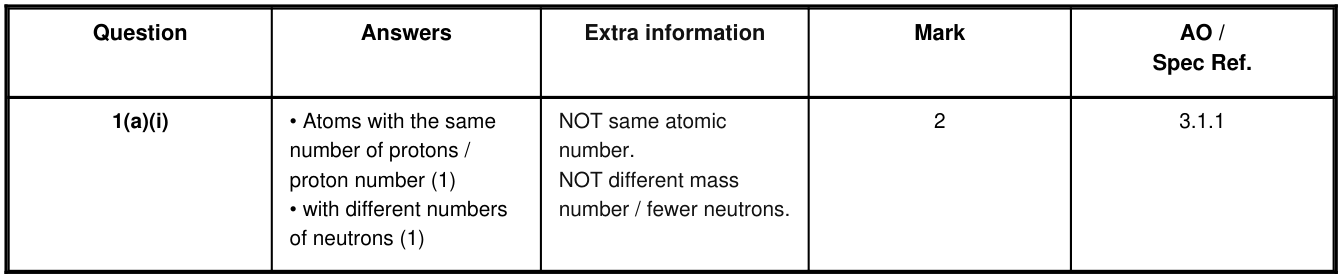 Question Answers Extra information Mark AO /
Spec Ref.
1(a)(i) • Atoms with the same NOT same atomic 2 3.1.1
number of protons / number.
proton number (1) NOT different mass
• with different numbers number / fewer neutrons.
of neutrons (1)